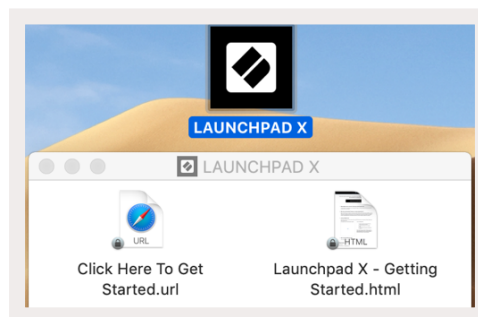 LAUNCHPAD X
LAUNCHPAD X
URL
HTML
Click Here To Get
Started.url
Launchpad X - Getting
Started.html